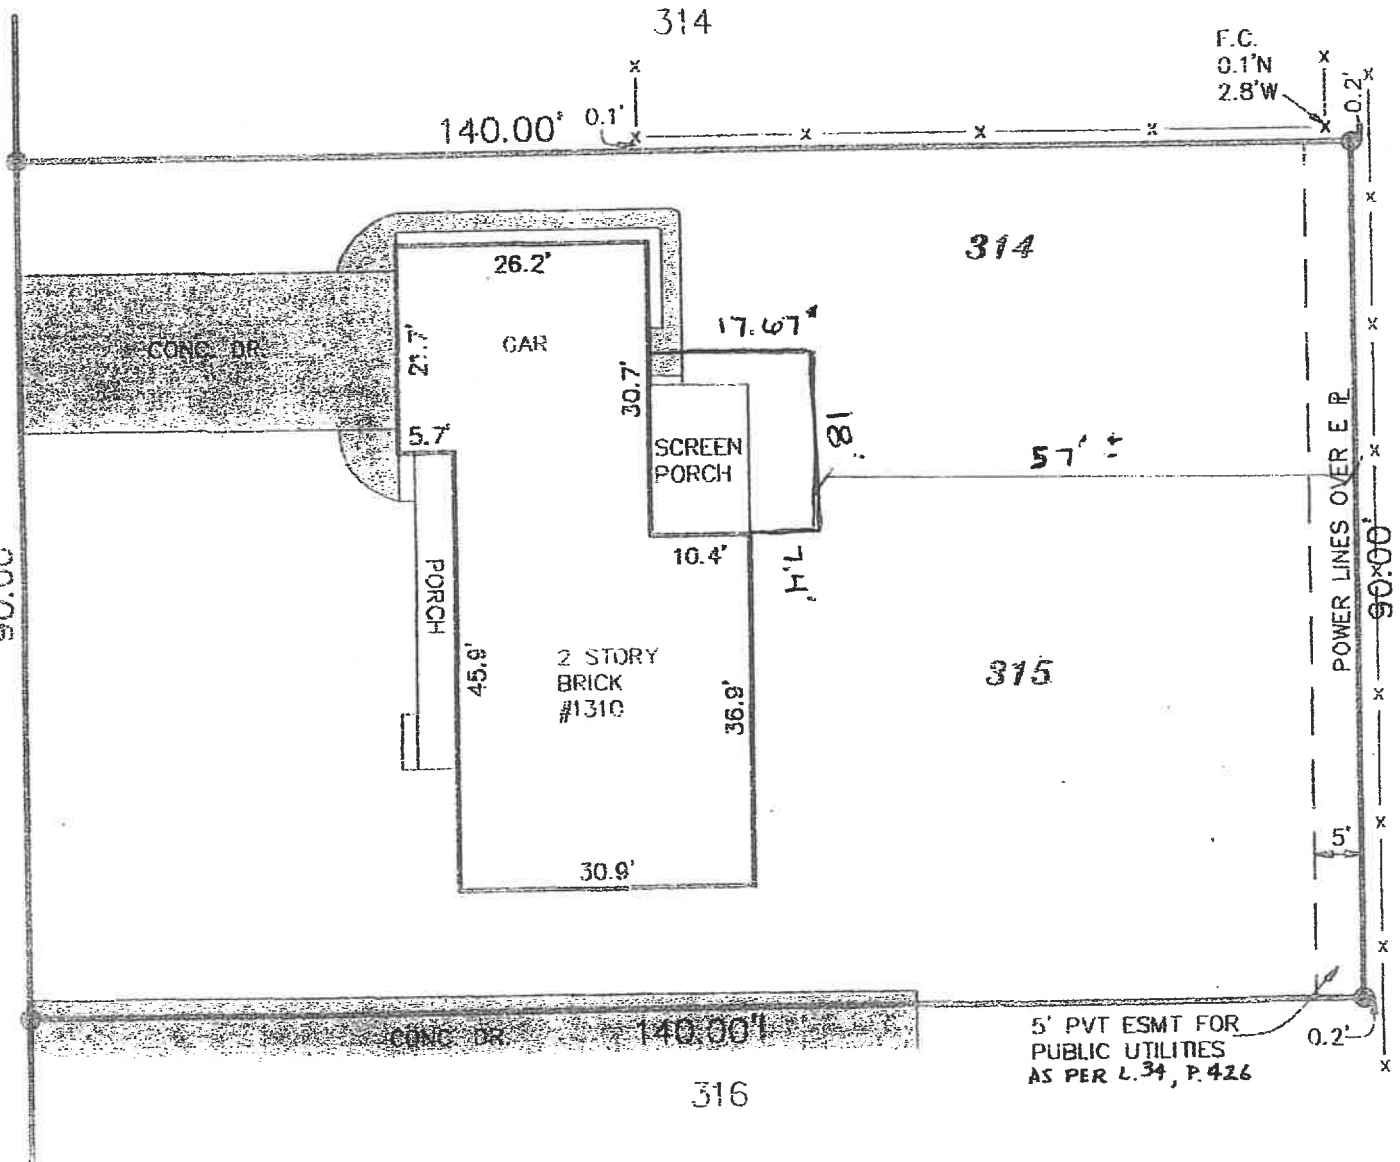 314
F.C.
0.1'N
2.8'W
0.2'
140.00'
0.1'
314
26.2'
17.67'
CONC. DR.
21.7'
GAR
30.7'
5.7'
SCREEN
PORCH
18'
57' ±
POWER LINES OVER E PL
90.00'
90.00'
10.4'
7.4'
PORCH
45.9'
2 STORY
BRICK
#1310
36.9'
315
5'
30.9'
CONC. DR.
140.00'
5' PVT ESMT FOR
PUBLIC UTILITIES
AS PER L.34, P.426
0.2'
316